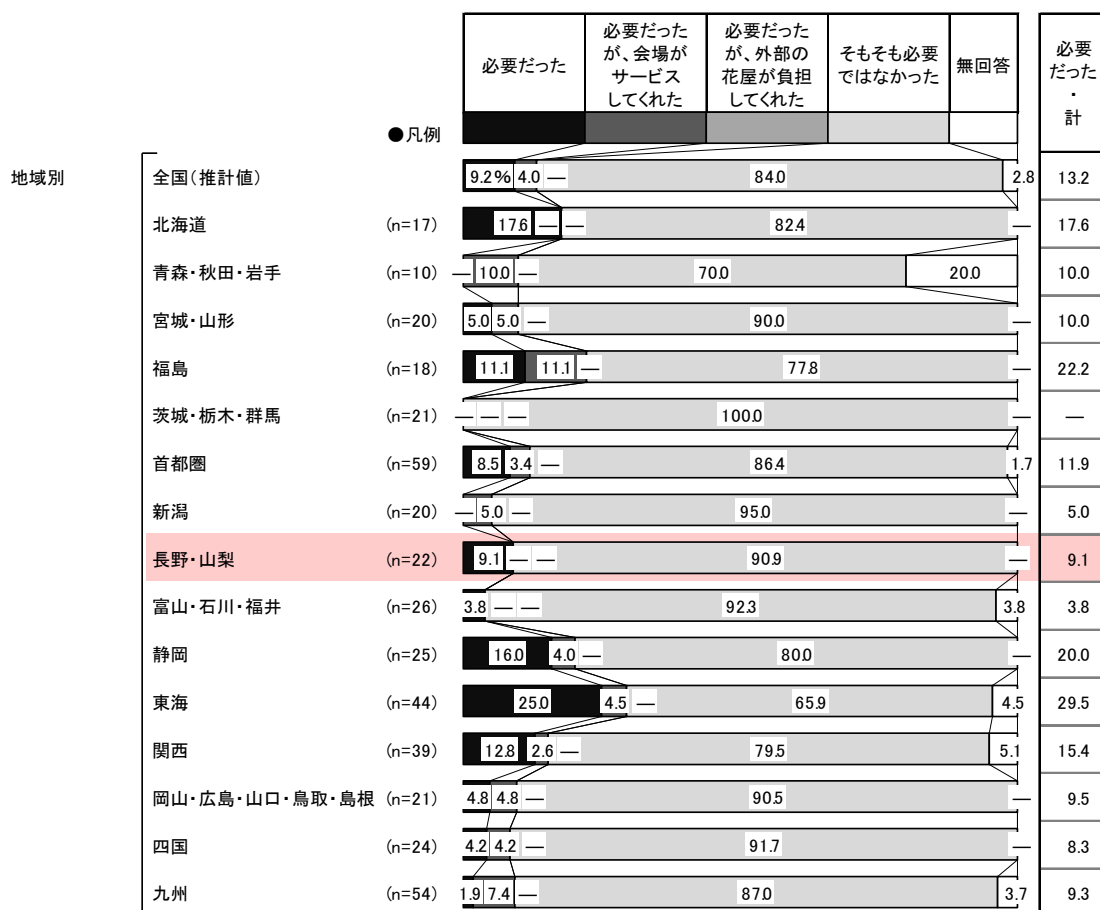 必要だった
必要だった
が、会場が
サービス
してくれた
必要だった
が、外部の
花屋が負担
してくれた
そもそも必要
ではなかった
無回答
必要
だった
・
計
●凡例
地域別
全国(推計値) 9.2% 4.0 ― 84.0 2.8 13.2
北海道 (n=17) 17.6 ― ― 82.4 ― 17.6
青森・秋田・岩手 (n=10) ― 10.0 ― 70.0 20.0 10.0
宮城・山形 (n=20) 5.0 5.0 ― 90.0 ― 10.0
福島 (n=18) 11.1 11.1 ― 77.8 ― 22.2
茨城・栃木・群馬 (n=21) ― ― ― 100.0 ― ―
首都圏 (n=59) 8.5 3.4 ― 86.4 1.7 11.9
新潟 (n=20) ― 5.0 ― 95.0 ― 5.0
長野・山梨 (n=22) 9.1 ― ― 90.9 ― 9.1
富山・石川・福井 (n=26) 3.8 ― ― 92.3 3.8 3.8
静岡 (n=25) 16.0 4.0 ― 80.0 ― 20.0
東海 (n=44) 25.0 4.5 ― 65.9 4.5 29.5
関西 (n=39) 12.8 2.6 ― 79.5 5.1 15.4
岡山・広島・山口・鳥取・島根 (n=21) 4.8 4.8 ― 90.5 ― 9.5
四国 (n=24) 4.2 4.2 ― 91.7 ― 8.3
九州 (n=54) 1.9 7.4 ― 87.0 3.7 9.3